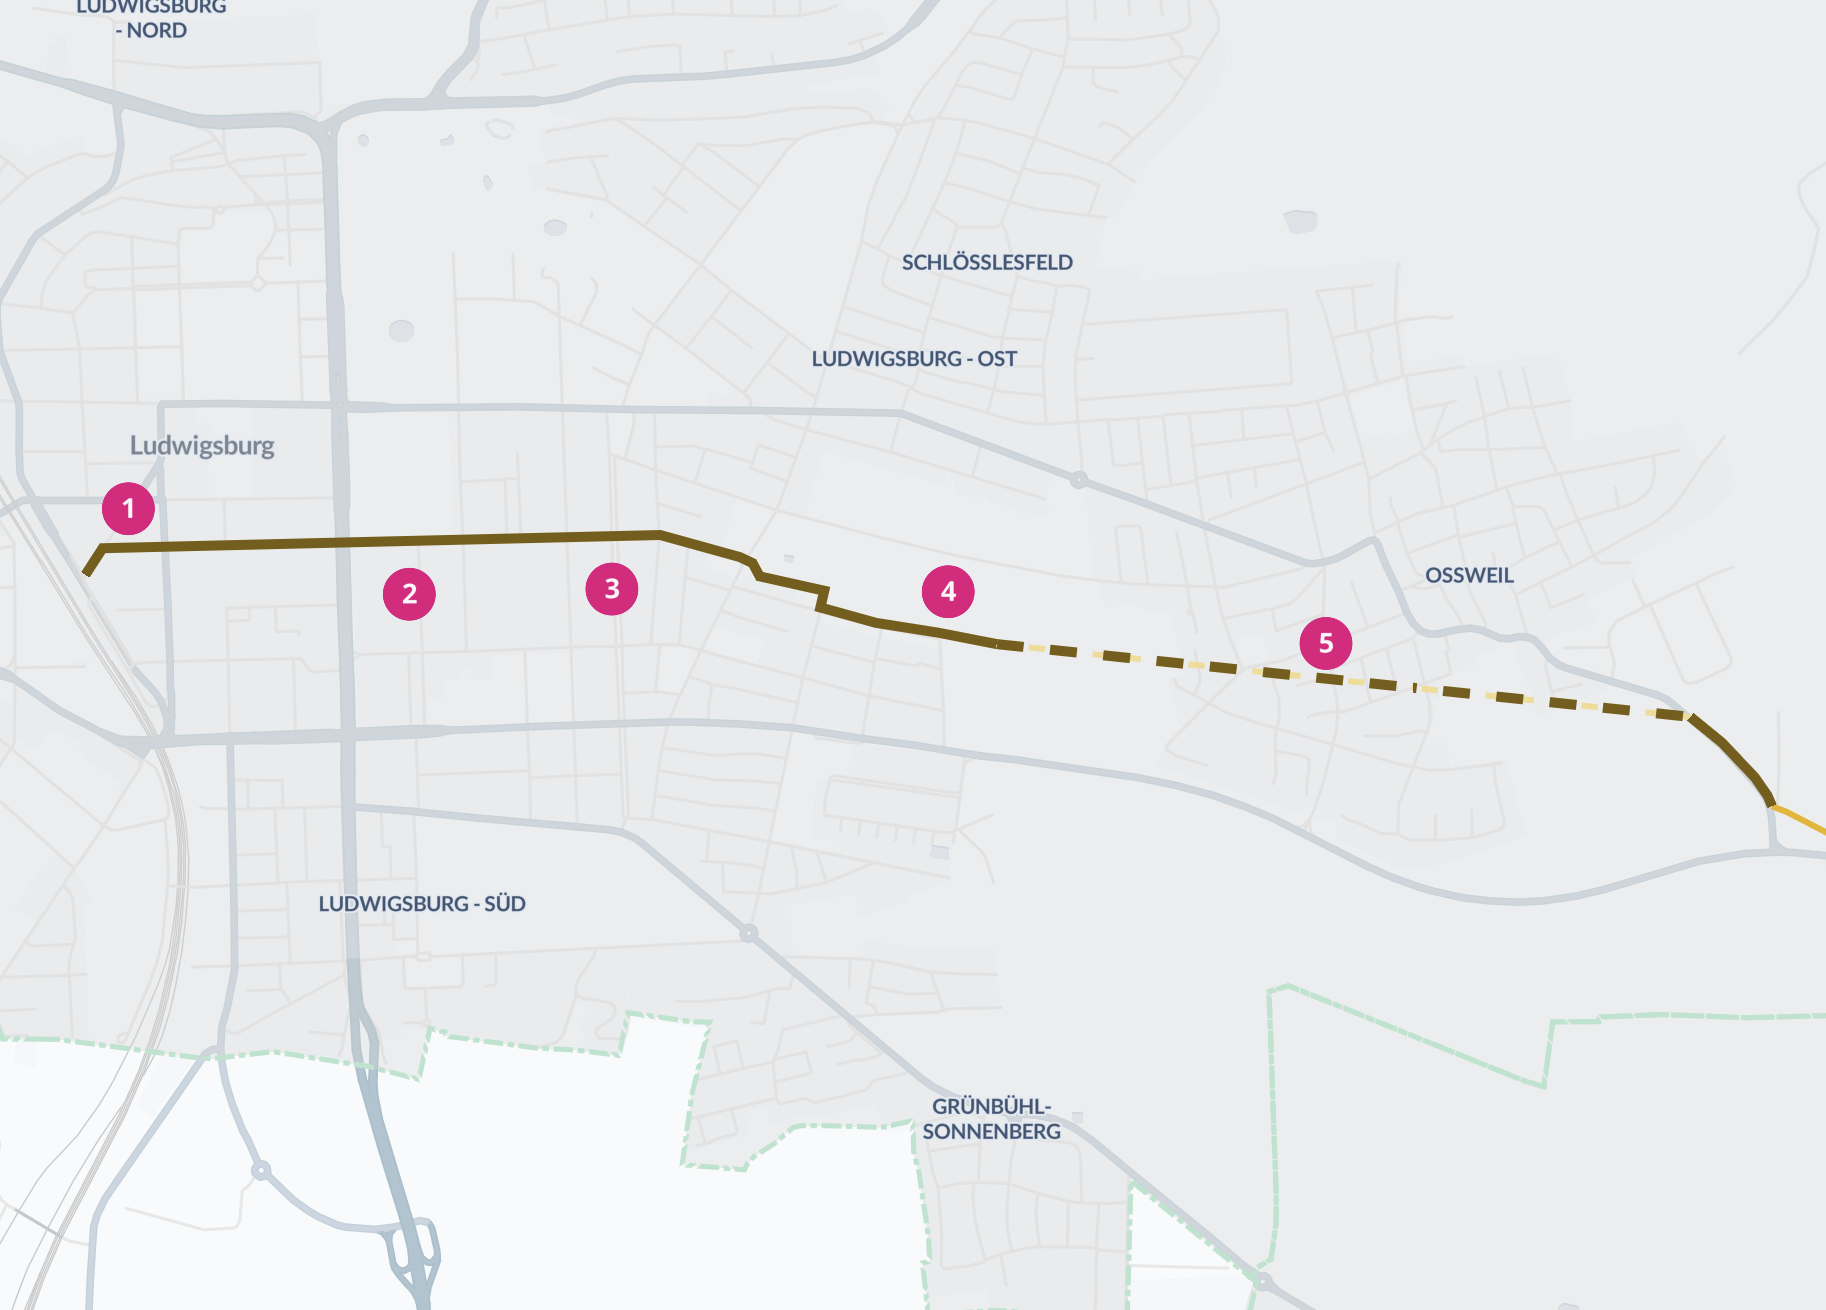 LUDWIGSBURG
- NORD
SCHLÖSSLESFELD
LUDWIGSBURG - OST
Ludwigsburg
1
2
3
4
OSSWEIL
5
LUDWIGSBURG - SÜD
GRÜNBÜHL-
SONNENBERG